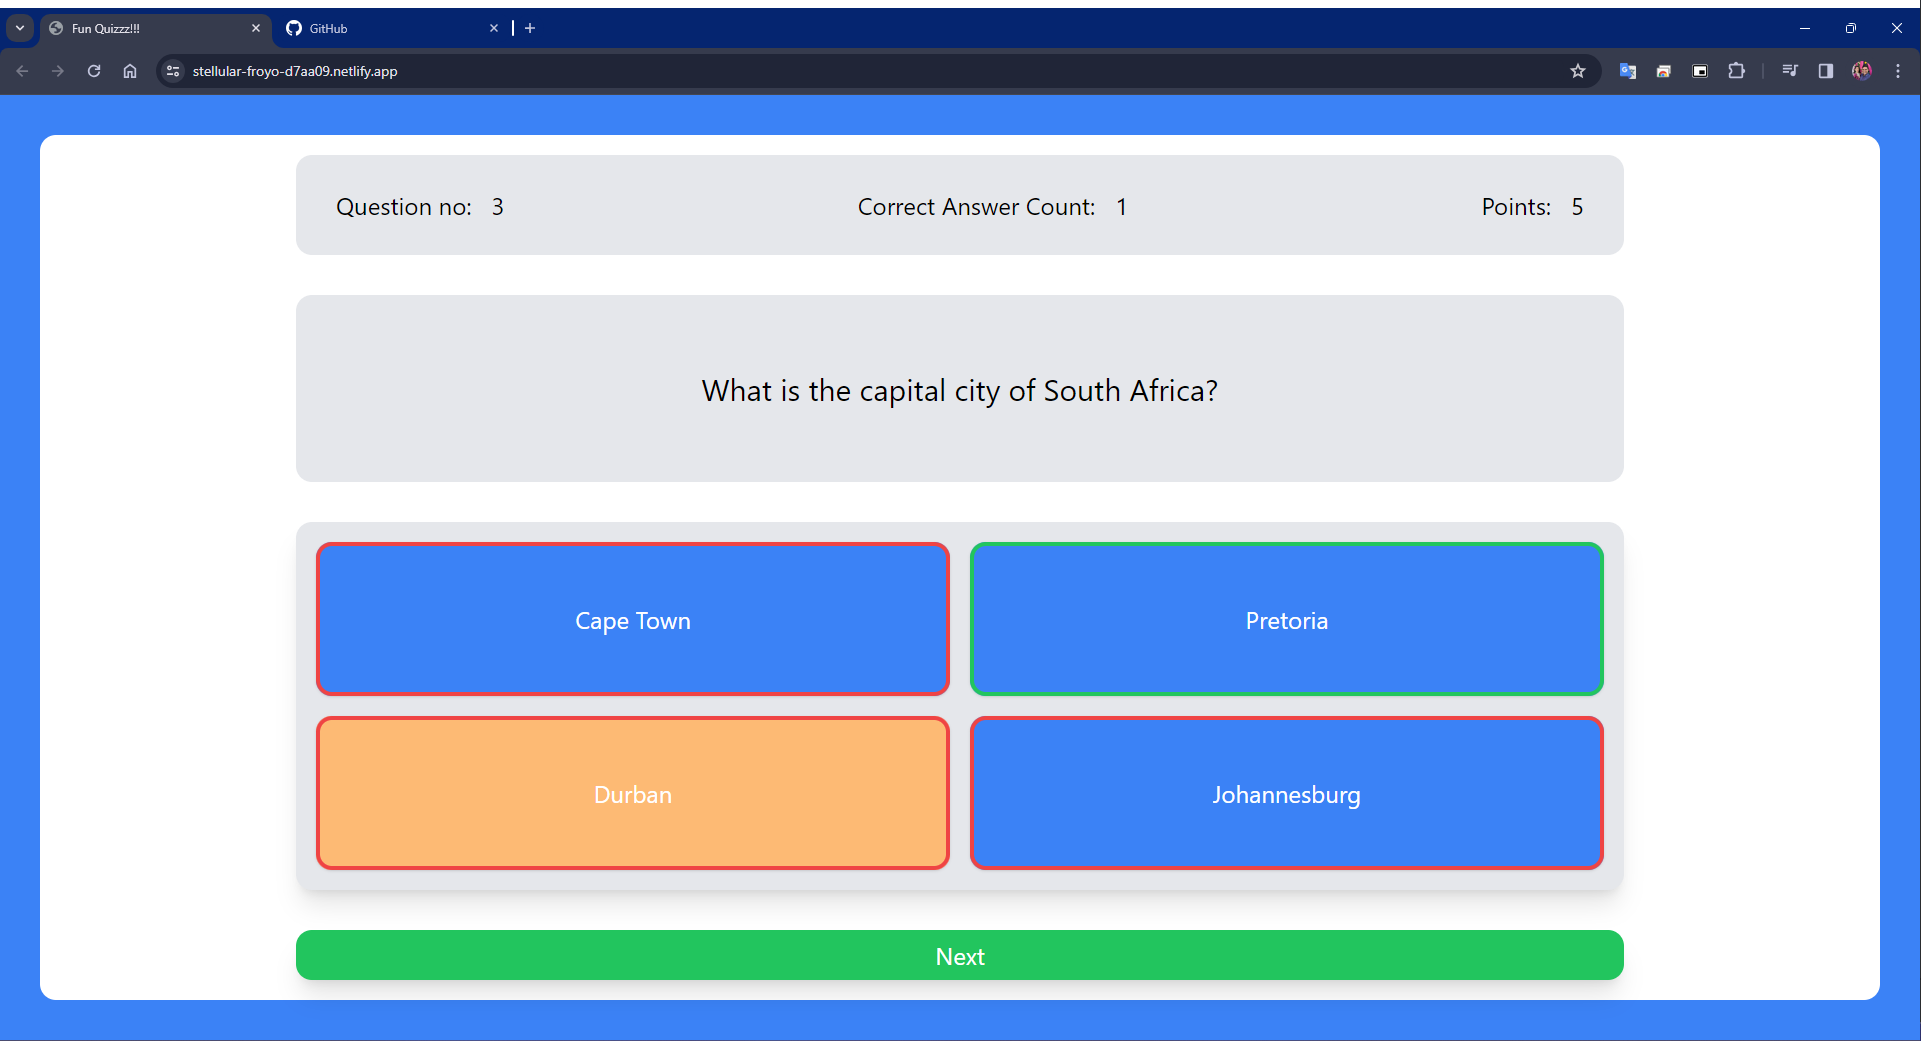 Fun Quizzz!!!
GitHub
stellular-froyo-d7aa09.netlify.app
Question no: 3
Correct Answer Count: 1
Points: 5
What is the capital city of South Africa?
Cape Town
Pretoria
Durban
Johannesburg
Next